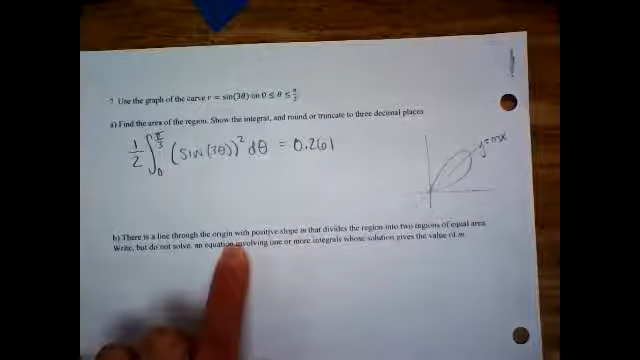 7. Use the graph of the curve r = sin(3θ) on 0 ≤ θ ≤ π/3
a) Find the area of the region. Show the integral, and round or truncate to three decimal places
1/2 ∫₀^(π/3) (sin(3θ))² dθ = 0.261
y=mx
b) There is a line through the origin with positive slope m that divides the region into two regions of equal area.
Write, but do not solve, an equation involving one or more integrals whose solution gives the value of m.